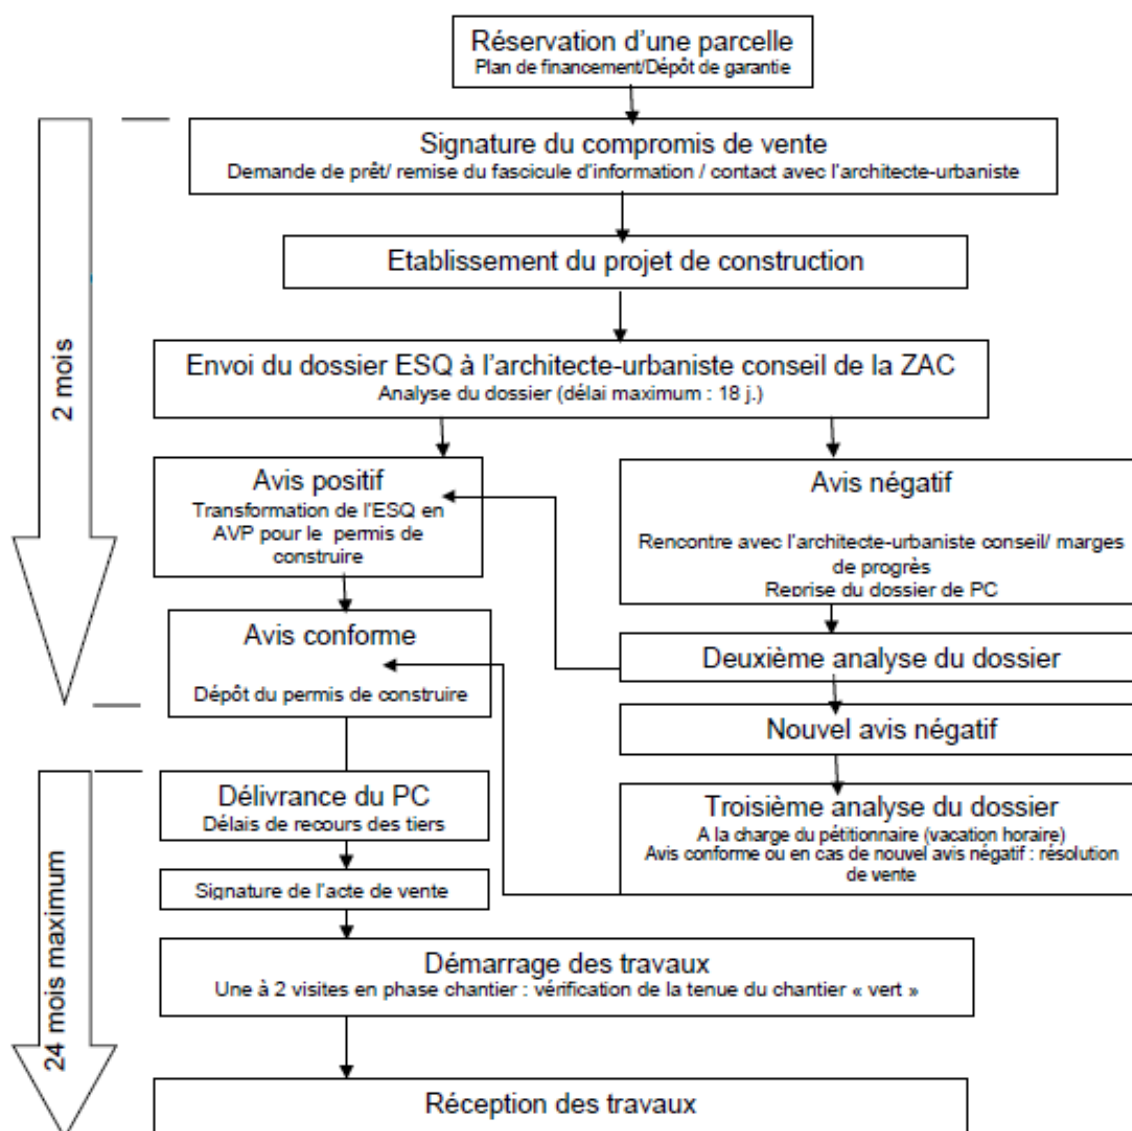 Réservation d'une parcelle
Plan de financement/Dépôt de garantie
Signature du compromis de vente
Demande de prêt/ remise du fascicule d'information / contact avec l'architecte-urbaniste
Etablissement du projet de construction
2 mois
Envoi du dossier ESQ à l'architecte-urbaniste conseil de la ZAC
Analyse du dossier (délai maximum : 18 j.)
Avis positif
Transformation de l'ESQ en
AVP pour le permis de
construire
Avis négatif
Rencontre avec l'architecte-urbaniste conseil/ marges
de progrès
Reprise du dossier de PC
Avis conforme
Dépôt du permis de construire
Deuxième analyse du dossier
Nouvel avis négatif
Troisième analyse du dossier
A la charge du pétitionnaire (vacation horaire)
Avis conforme ou en cas de nouvel avis négatif : résolution
de vente
24 mois maximum
Délivrance du PC
Délais de recours des tiers
Signature de l'acte de vente
Démarrage des travaux
Une à 2 visites en phase chantier : vérification de la tenue du chantier « vert »
Réception des travaux